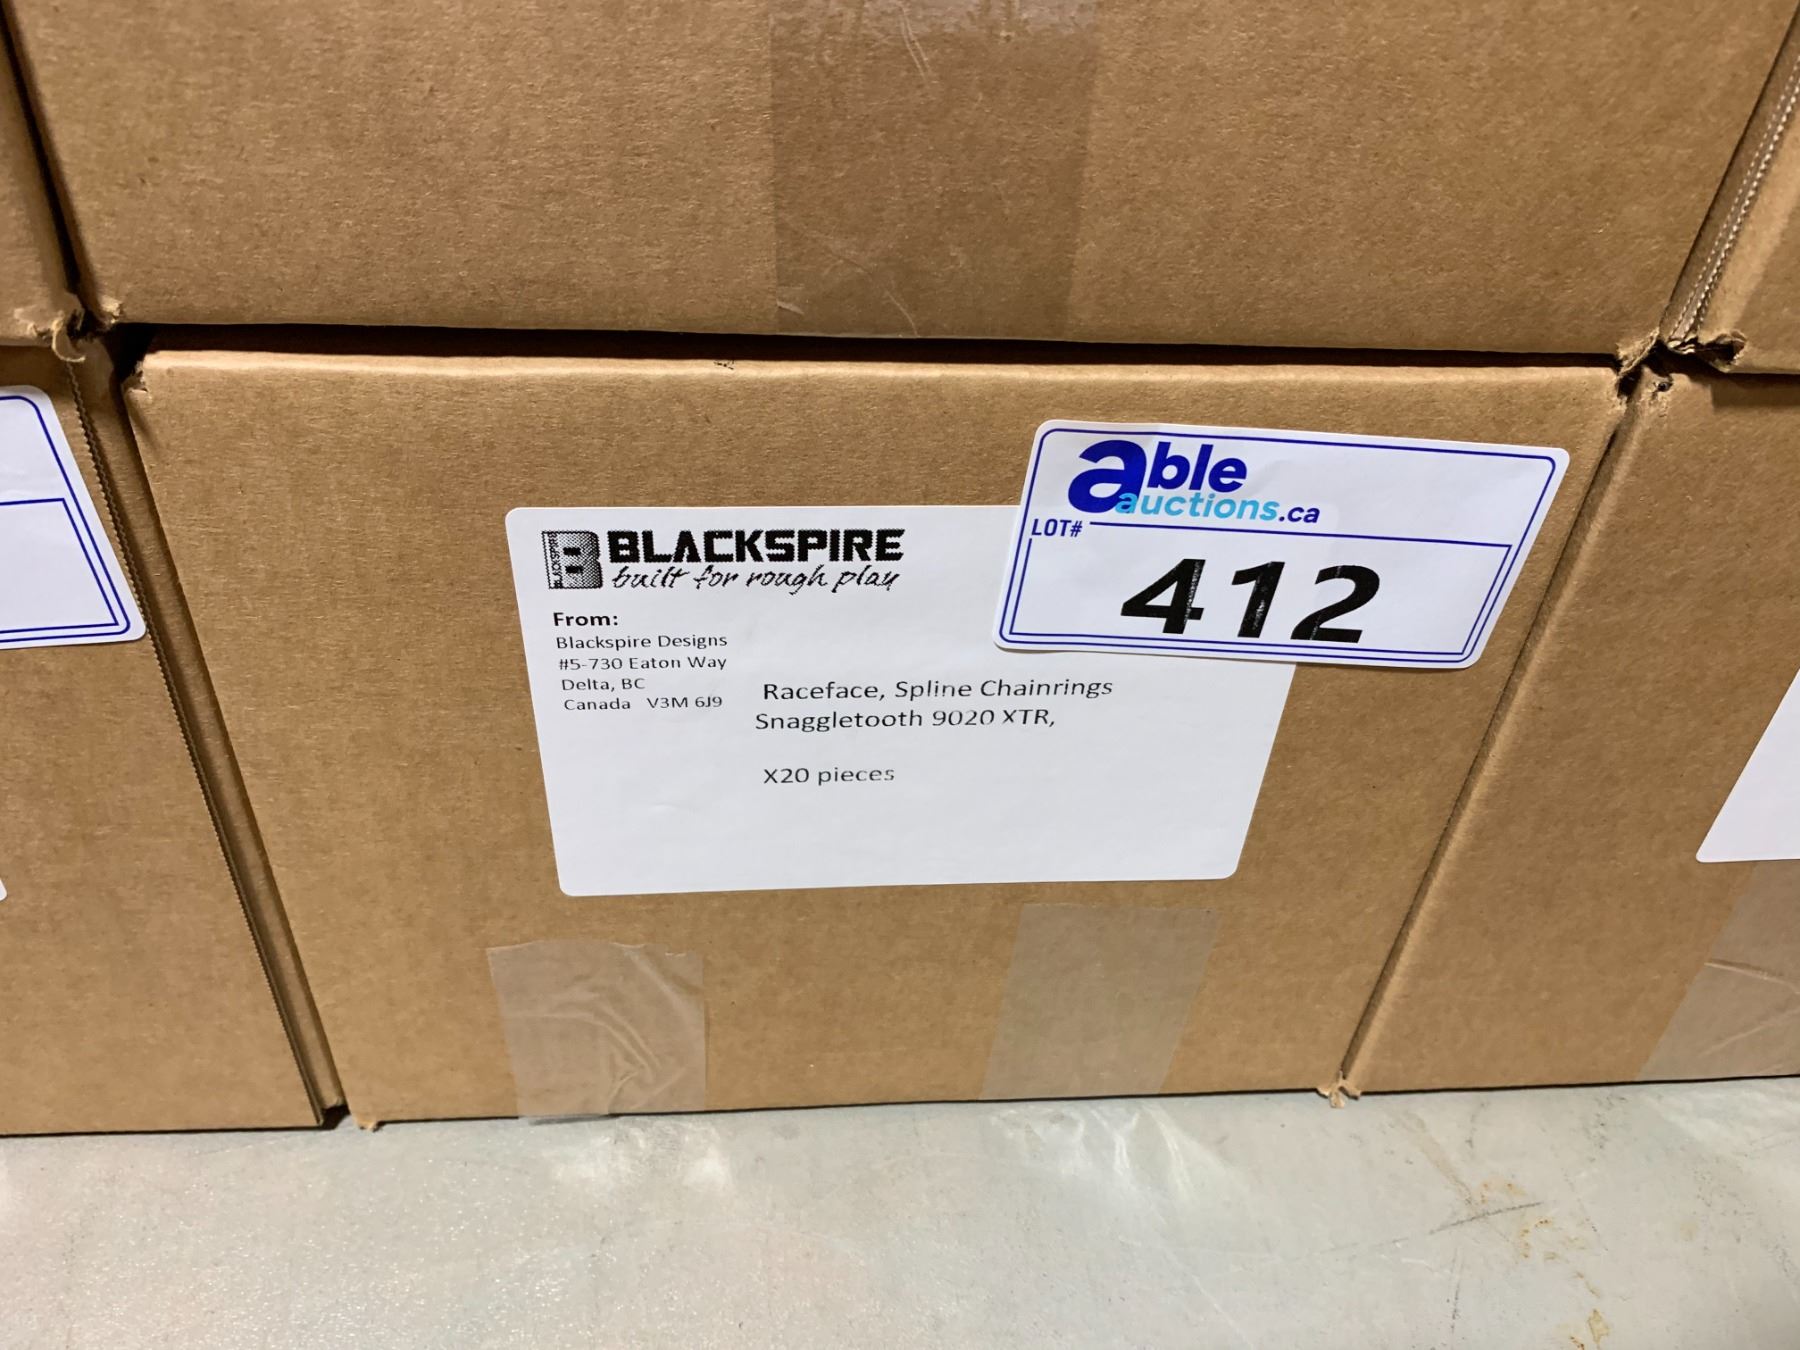 BLACKSPIRE
BLACKSPIRE
built for rough play
From:
Blackspire Designs
#5-730 Eaton Way
Delta, BC
Canada V3M 6J9
Raceface, Spline Chainrings
Snaggletooth 9020 XTR,
X20 pieces
able
auctions.ca
LOT#
412